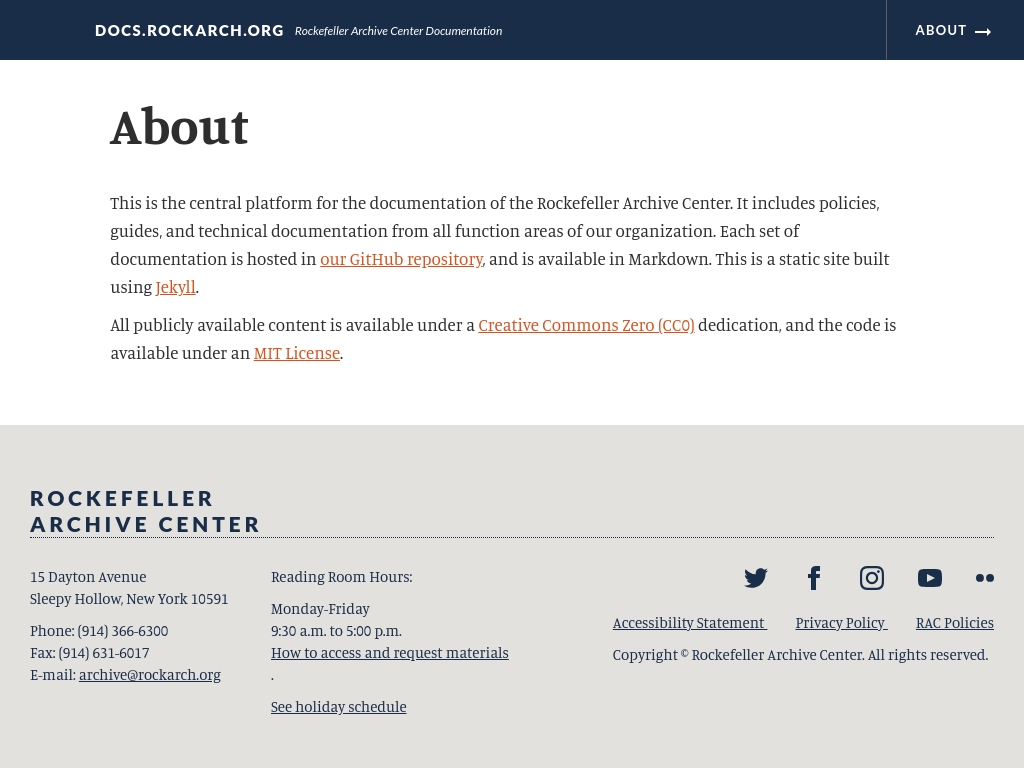 DOCS.ROCKARCH.ORG Rockefeller Archive Center Documentation
ABOUT
About
This is the central platform for the documentation of the Rockefeller Archive Center. It includes policies,
guides, and technical documentation from all function areas of our organization. Each set of
documentation is hosted in our GitHub repository, and is available in Markdown. This is a static site built
using Jekyll.
All publicly available content is available under a Creative Commons Zero (CC0) dedication, and the code is
available under an MIT License.
ROCKEFELLER
ARCHIVE CENTER
15 Dayton Avenue
Sleepy Hollow, New York 10591
Phone: (914) 366-6300
Fax: (914) 631-6017
E-mail: archive@rockarch.org
Reading Room Hours:
Monday-Friday
9:30 a.m. to 5:00 p.m.
How to access and request materials
.
See holiday schedule
Accessibility Statement Privacy Policy RAC Policies
Copyright © Rockefeller Archive Center. All rights reserved.